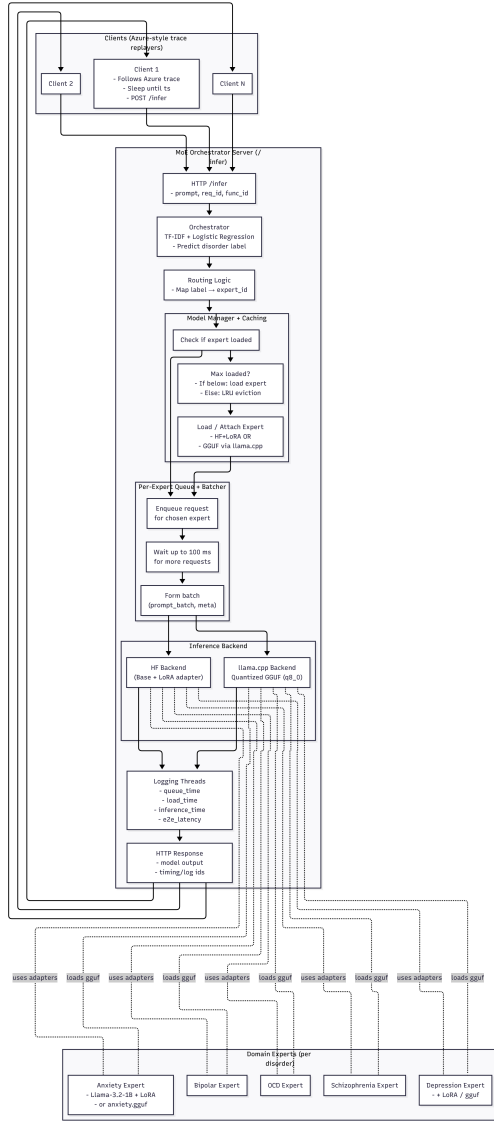 Clients (Azure-style trace
replayers)
Client 2
Client 1
- Follows Azure trace
- Sleep until ts
- POST /infer
Client N
MoE Orchestrator Server (/
infer)
HTTP /infer
- prompt, req_id, func_id
Orchestrator
TF-IDF + Logistic Regression
- Predict disorder label
Routing Logic
- Map label → expert_id
Model Manager + Caching
Check if expert loaded
Max loaded?
- If below: load expert
- Else: LRU eviction
Load / Attach Expert
- HF+LoRA OR
- GGUF via llama.cpp
Per-Expert Queue + Batcher
Enqueue request
for chosen expert
Wait up to 100 ms
for more requests
Form batch
(prompt_batch, meta)
Inference Backend
HF Backend
(Base + LoRA adapter)
llama.cpp Backend
Quantized GGUF (q8_0)
Logging Threads
- queue_time
- load_time
- inference_time
- e2e_latency
HTTP Response
- model output
- timing/log ids
uses adapters
loads gguf
uses adapters
loads gguf
uses adapters
loads gguf
uses adapters
loads gguf
uses adapters
loads gguf
Domain Experts (per
disorder)
Anxiety Expert
- Llama-3.2-1B + LoRA
- or anxiety.gguf
Bipolar Expert
OCD Expert
Schizophrenia Expert
Depression Expert
- + LoRA / gguf